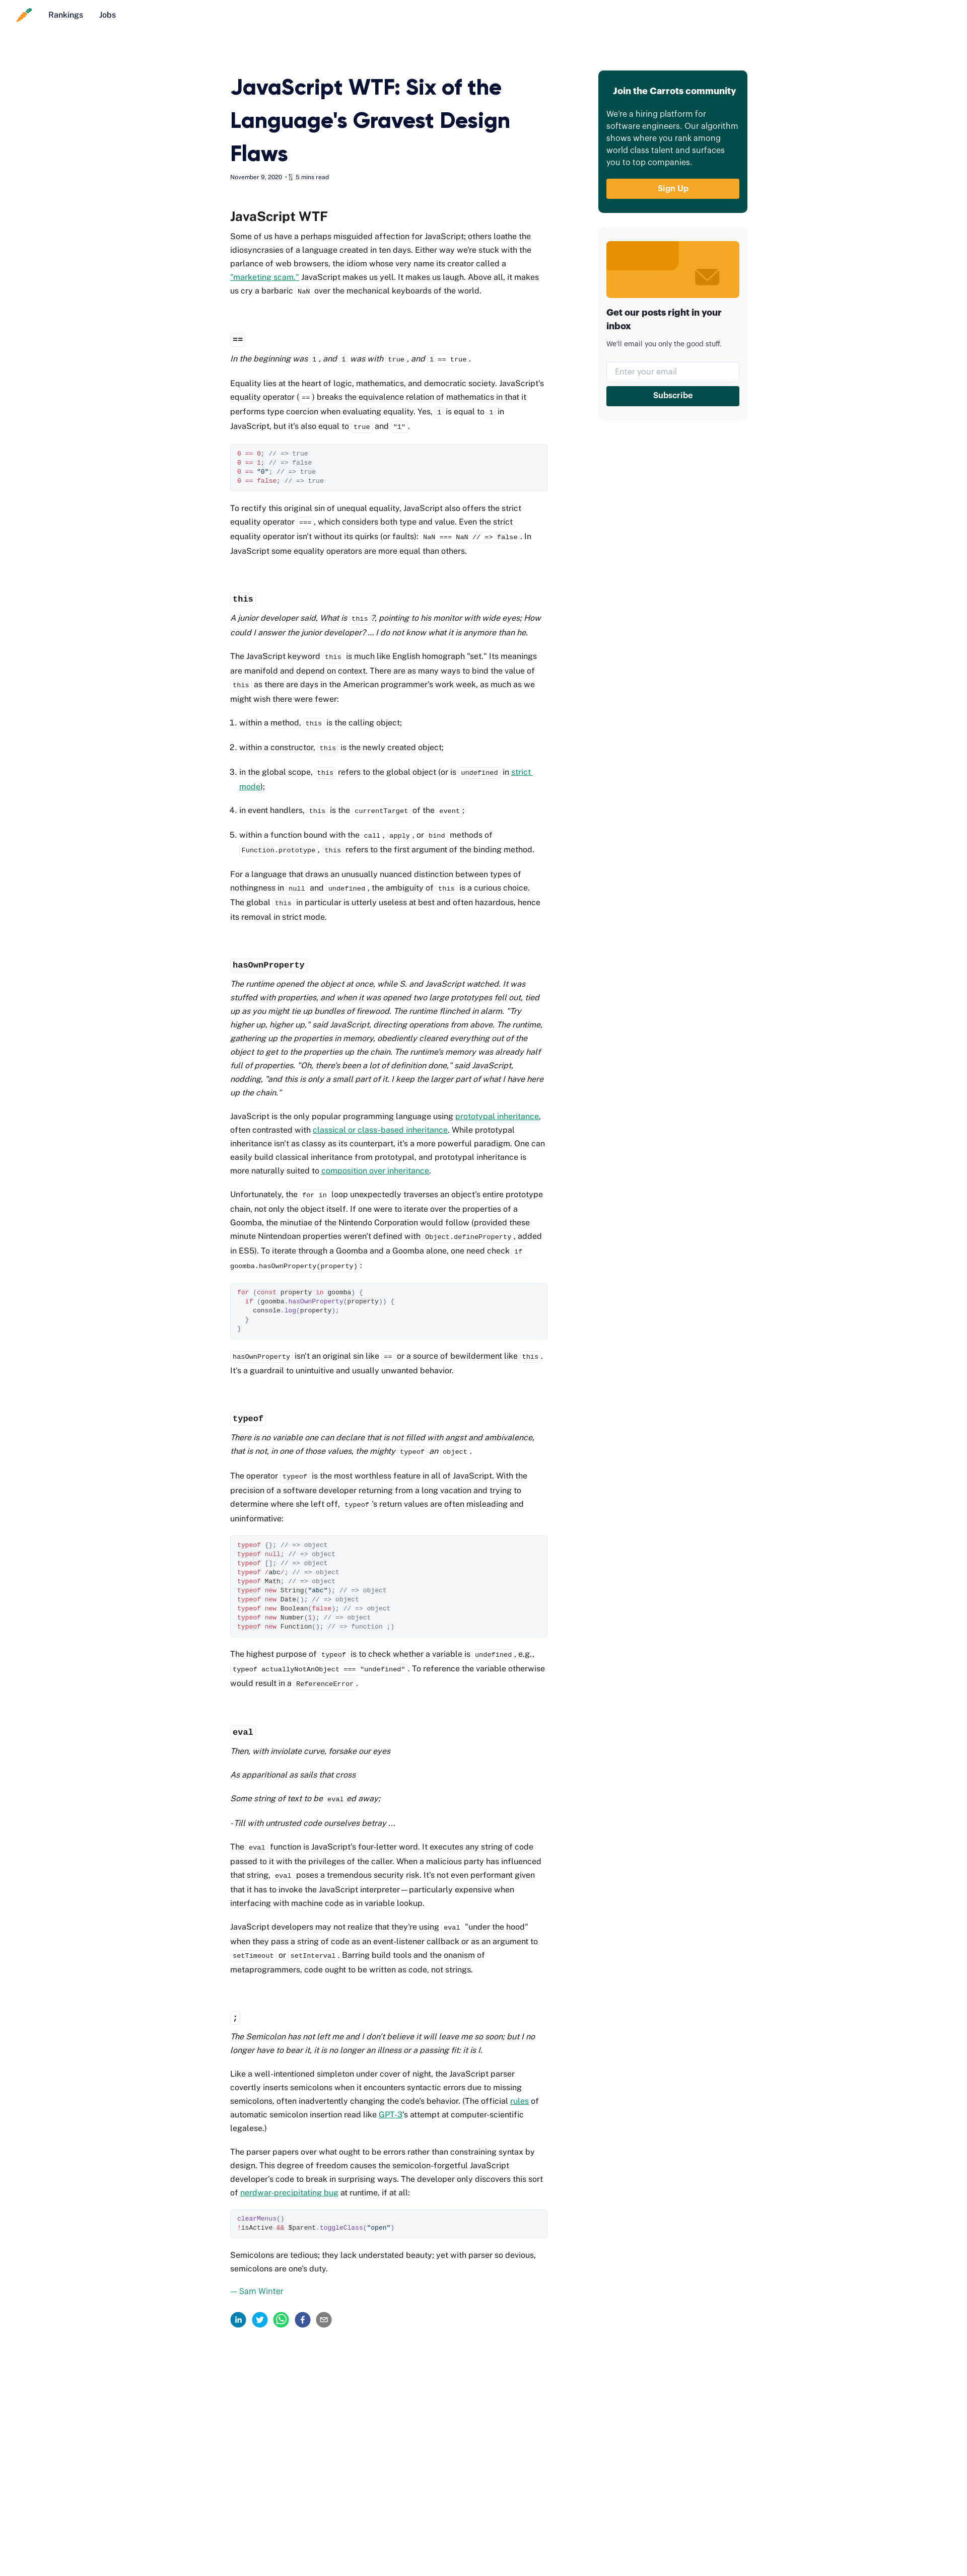 Rankings Jobs
JavaScript WTF: Six of the
Language's Gravest Design
Flaws
November 9, 2020 • 5 mins read
JavaScript WTF
Some of us have a perhaps misguided affection for JavaScript; others loathe the
idiosyncrasies of a language created in ten days. Either way we're stuck with the
parlance of web browsers, the idiom whose very name its creator called a
"marketing scam." JavaScript makes us yell. It makes us laugh. Above all, it makes
us cry a barbaric NaN over the mechanical keyboards of the world.
==
In the beginning was 1 , and 1 was with true , and 1 == true .
Equality lies at the heart of logic, mathematics, and democratic society. JavaScript's
equality operator ( == ) breaks the equivalence relation of mathematics in that it
performs type coercion when evaluating equality. Yes, 1 is equal to 1 in
JavaScript, but it's also equal to true and "1" .
0 == 0; // => true
0 == 1; // => false
0 == "0"; // => true
0 == false; // => true
To rectify this original sin of unequal equality, JavaScript also offers the strict
equality operator === , which considers both type and value. Even the strict
equality operator isn't without its quirks (or faults): NaN === NaN // => false . In
JavaScript some equality operators are more equal than others.
this
A junior developer said, What is this ?, pointing to his monitor with wide eyes; How
could I answer the junior developer? ... I do not know what it is anymore than he.
The JavaScript keyword this is much like English homograph "set." Its meanings
are manifold and depend on context. There are as many ways to bind the value of
this as there are days in the American programmer's work week, as much as we
might wish there were fewer:
1. within a method, this is the calling object;
2. within a constructor, this is the newly created object;
3. in the global scope, this refers to the global object (or is undefined in strict
mode);
4. in event handlers, this is the currentTarget of the event ;
5. within a function bound with the call , apply , or bind methods of
Function.prototype , this refers to the first argument of the binding method.
For a language that draws an unusually nuanced distinction between types of
nothingness in null and undefined , the ambiguity of this is a curious choice.
The global this in particular is utterly useless at best and often hazardous, hence
its removal in strict mode.
hasOwnProperty
The runtime opened the object at once, while S. and JavaScript watched. It was
stuffed with properties, and when it was opened two large prototypes fell out, tied
up as you might tie up bundles of firewood. The runtime flinched in alarm. "Try
higher up, higher up," said JavaScript, directing operations from above. The runtime,
gathering up the properties in memory, obediently cleared everything out of the
object to get to the properties up the chain. The runtime's memory was already half
full of properties. "Oh, there's been a lot of definition done," said JavaScript,
nodding, "and this is only a small part of it. I keep the larger part of what I have here
up the chain."
JavaScript is the only popular programming language using prototypal inheritance,
often contrasted with classical or class-based inheritance. While prototypal
inheritance isn't as classy as its counterpart, it's a more powerful paradigm. One can
easily build classical inheritance from prototypal, and prototypal inheritance is
more naturally suited to composition over inheritance.
Unfortunately, the for in loop unexpectedly traverses an object's entire prototype
chain, not only the object itself. If one were to iterate over the properties of a
Goomba, the minutiae of the Nintendo Corporation would follow (provided these
minute Nintendoan properties weren't defined with Object.defineProperty , added
in ES5). To iterate through a Goomba and a Goomba alone, one need check if
goomba.hasOwnProperty(property) :
for (const property in goomba) {
if (goomba.hasOwnProperty(property)) {
console.log(property);
}
}
hasOwnProperty isn't an original sin like == or a source of bewilderment like this .
It's a guardrail to unintuitive and usually unwanted behavior.
typeof
There is no variable one can declare that is not filled with angst and ambivalence,
that is not, in one of those values, the mighty typeof an object .
The operator typeof is the most worthless feature in all of JavaScript. With the
precision of a software developer returning from a long vacation and trying to
determine where she left off, typeof 's return values are often misleading and
uninformative:
typeof {}; // => object
typeof null; // => object
typeof []; // => object
typeof /abc/; // => object
typeof Math; // => object
typeof new String("abc"); // => object
typeof new Date(); // => object
typeof new Boolean(false); // => object
typeof new Number(1); // => object
typeof new Function(); // => function ;)
The highest purpose of typeof is to check whether a variable is undefined , e.g.,
typeof actuallyNotAnObject === "undefined" . To reference the variable otherwise
would result in a ReferenceError .
eval
Then, with inviolate curve, forsake our eyes
As apparitional as sails that cross
Some string of text to be eval ed away;
-Till with untrusted code ourselves betray ...
The eval function is JavaScript's four-letter word. It executes any string of code
passed to it with the privileges of the caller. When a malicious party has influenced
that string, eval poses a tremendous security risk. It's not even performant given
that it has to invoke the JavaScript interpreter—particularly expensive when
interfacing with machine code as in variable lookup.
JavaScript developers may not realize that they're using eval "under the hood"
when they pass a string of code as an event-listener callback or as an argument to
setTimeout or setInterval . Barring build tools and the onanism of
metaprogrammers, code ought to be written as code, not strings.
;
The Semicolon has not left me and I don't believe it will leave me so soon; but I no
longer have to bear it, it is no longer an illness or a passing fit: it is I.
Like a well-intentioned simpleton under cover of night, the JavaScript parser
covertly inserts semicolons when it encounters syntactic errors due to missing
semicolons, often inadvertently changing the code's behavior. (The official rules of
automatic semicolon insertion read like GPT-3's attempt at computer-scientific
legalese.)
The parser papers over what ought to be errors rather than constraining syntax by
design. This degree of freedom causes the semicolon-forgetful JavaScript
developer's code to break in surprising ways. The developer only discovers this sort
of nerdwar-precipitating bug at runtime, if at all:
clearMenus()
!isActive && $parent.toggleClass("open")
Semicolons are tedious; they lack understated beauty; yet with parser so devious,
semicolons are one's duty.
— Sam Winter
Join the Carrots community
We're a hiring platform for
software engineers. Our algorithm
shows where you rank among
world class talent and surfaces
you to top companies.
Sign Up
Get our posts right in your
inbox
We'll email you only the good stuff.
Enter your email
Subscribe